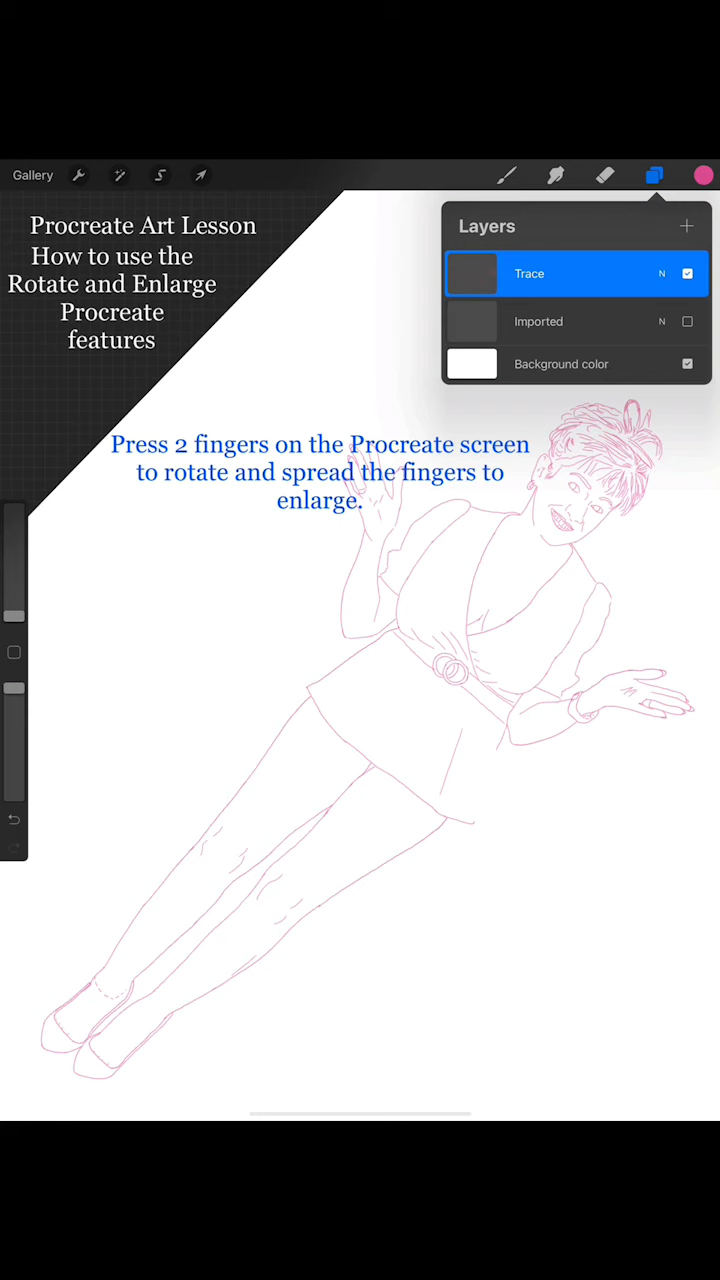 Gallery
Procreate Art Lesson
How to use the
Rotate and Enlarge
Procreate
features
Layers
Trace N
Imported N
Background color
Press 2 fingers on the Procreate screen
to rotate and spread the fingers to
enlarge.